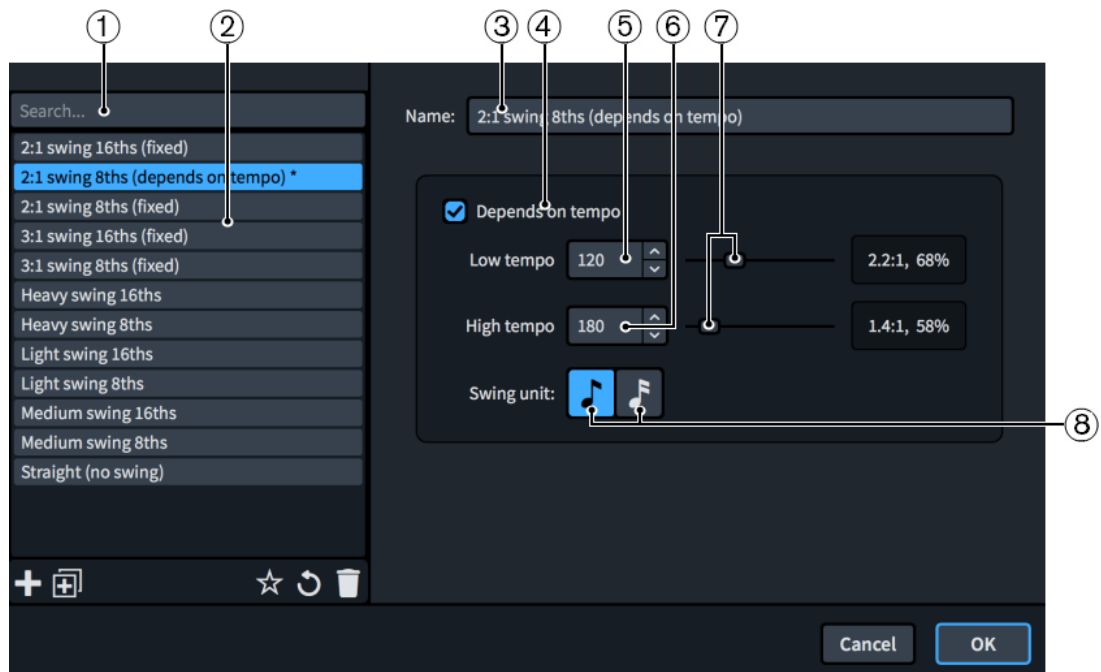 ① ② ③ ④ ⑤ ⑥ ⑦
Search...
2:1 swing 16ths (fixed)
2:1 swing 8ths (depends on tempo) *
2:1 swing 8ths (fixed)
3:1 swing 16ths (fixed)
3:1 swing 8ths (fixed)
Heavy swing 16ths
Heavy swing 8ths
Light swing 16ths
Light swing 8ths
Medium swing 16ths
Medium swing 8ths
Straight (no swing)
Name: 2:1 swing 8ths (depends on tempo)
Depends on tempo
Low tempo 120 2.2:1, 68%
High tempo 180 1.4:1, 58%
Swing unit:
⑧
Cancel OK